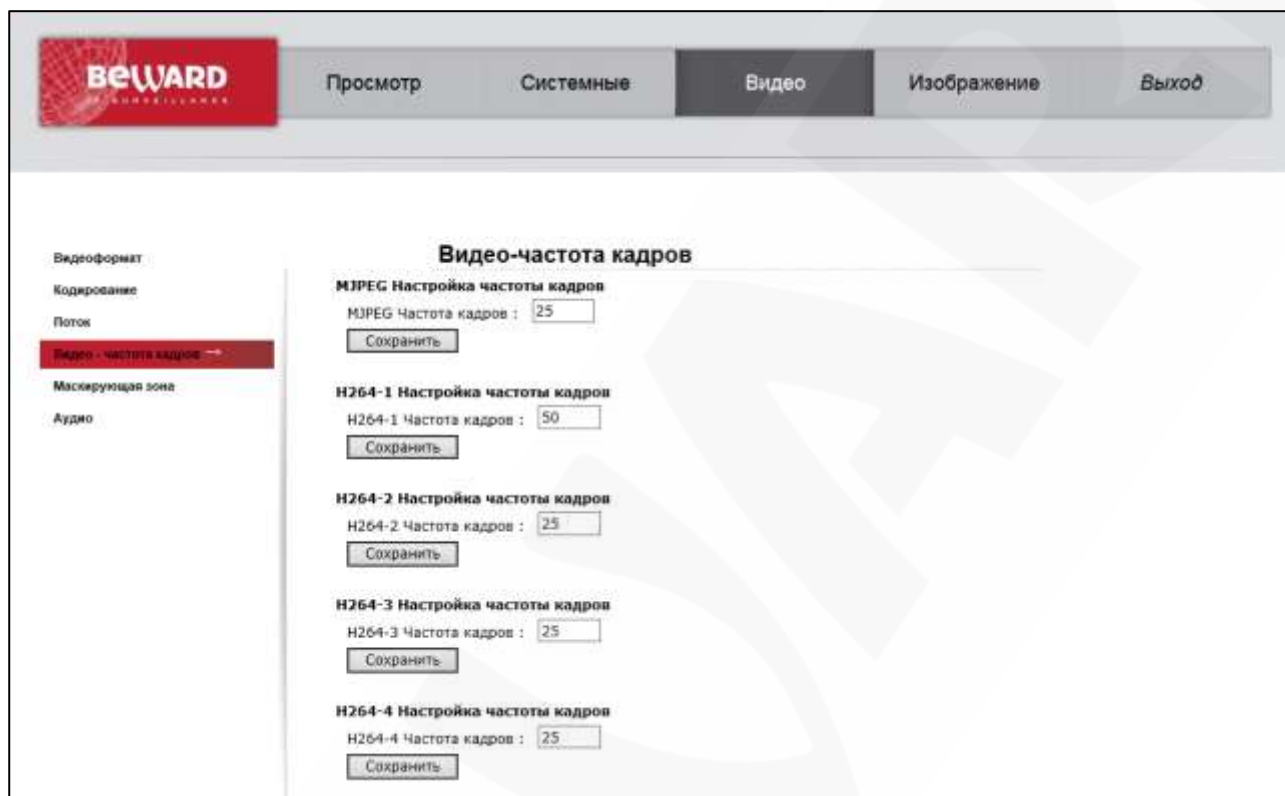 BEWARD
Просмотр Системные Видео Изображение Выход
Видеоформат
Кодирование
Поток
Видео - частота кадров →
Маскирующая зона
Аудио
Видео-частота кадров
MJPEG Настройка частоты кадров
MJPEG Частота кадров : 25
Сохранить
H264-1 Настройка частоты кадров
H264-1 Частота кадров : 50
Сохранить
H264-2 Настройка частоты кадров
H264-2 Частота кадров : 25
Сохранить
H264-3 Настройка частоты кадров
H264-3 Частота кадров : 25
Сохранить
H264-4 Настройка частоты кадров
H264-4 Частота кадров : 25
Сохранить